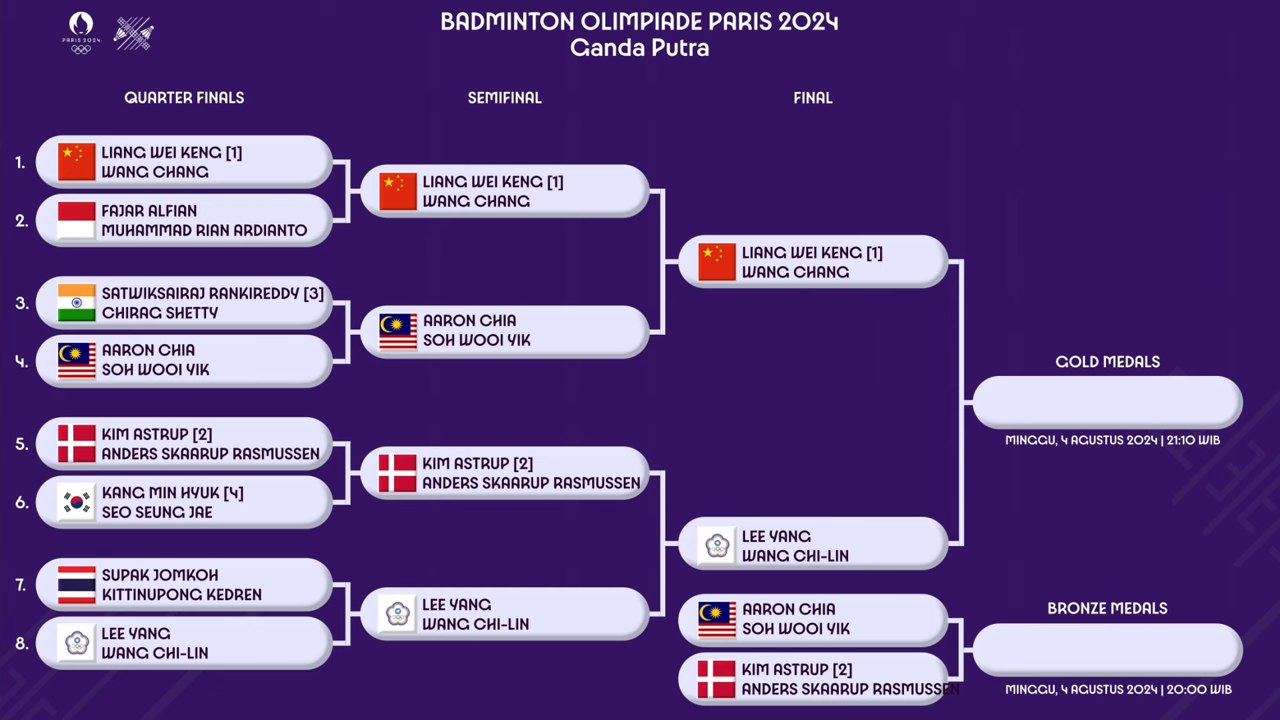 PARIS 2024
BADMINTON OLIMPIADE PARIS 2024
Ganda Putra
QUARTER FINALS
SEMIFINAL
FINAL
1.
LIANG WEI KENG [1]
WANG CHANG
2.
FAJAR ALFIAN
MUHAMMAD RIAN ARDIANTO
3.
SATWIKSAIRAJ RANKIREDDY [3]
CHIRAG SHETTY
4.
AARON CHIA
SOH WOOI YIK
5.
KIM ASTRUP [2]
ANDERS SKAARUP RASMUSSEN
6.
KANG MIN HYUK [4]
SEO SEUNG JAE
7.
SUPAK JOMKOH
KITTINUPONG KEDREN
8.
LEE YANG
WANG CHI-LIN
LIANG WEI KENG [1]
WANG CHANG
AARON CHIA
SOH WOOI YIK
KIM ASTRUP [2]
ANDERS SKAARUP RASMUSSEN
LEE YANG
WANG CHI-LIN
LIANG WEI KENG [1]
WANG CHANG
LEE YANG
WANG CHI-LIN
AARON CHIA
SOH WOOI YIK
KIM ASTRUP [2]
ANDERS SKAARUP RASMUSSEN
GOLD MEDALS
MINGGU, 4 AGUSTUS 2024 | 21:10 WIB
BRONZE MEDALS
MINGGU, 4 AGUSTUS 2024 | 20:00 WIB